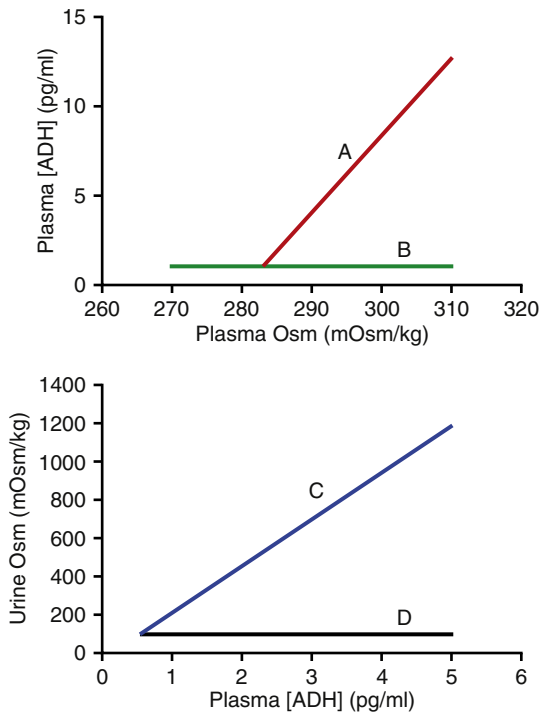 Plasma [ADH] (pg/ml)
15
10
5
0
A
B
260 270 280 290 300 310 320
Plasma Osm (mOsm/kg)
Urine Osm (mOsm/kg)
1400
1200
1000
800
600
400
200
0
C
D
0 1 2 3 4 5 6
Plasma [ADH] (pg/ml)